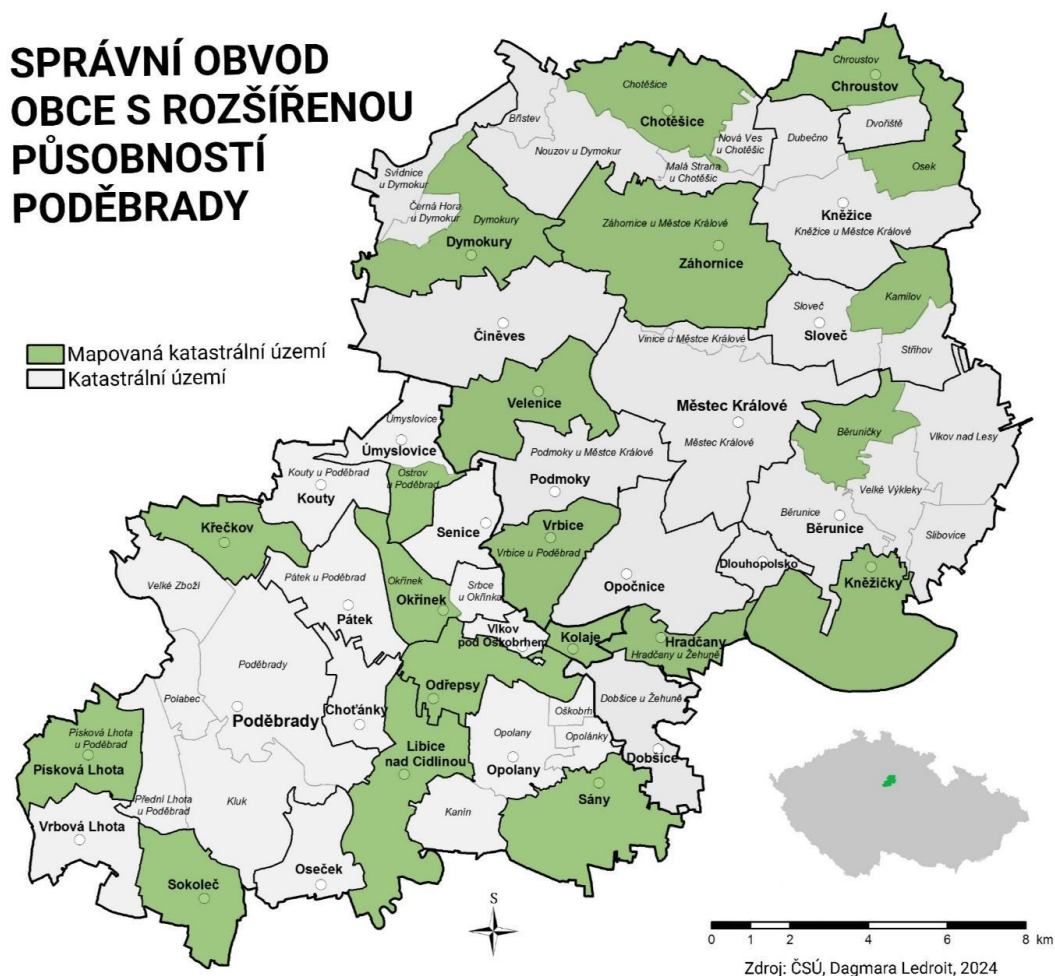 SPRÁVNÍ OBVOD
OBCE S ROZŠÍŘENOU
PŮSOBNOSTÍ
PODĚBRADY
Mapovaná katastrální území
Katastrální území
Chroustov
Chroustov
Chotěšice
Chotěšice
Břístev
Nouzov u Dymokur
Nová Ves
u Chotěšic
Malá Strana
u Chotěšic
Dubečno
Dvořiště
Osek
Svídnice
u Dymokur
Černá Hora
u Dymokur
Dymokury
Dymokury
Záhornice u Městce Králové
Záhornice
Kněžice
Kněžice u Městce Králové
Kamilov
Sloveč
Sloveč
Střihov
Činěves
Vinice u Městce Králové
Velenice
Městec Králové
Městec Králové
Běruničky
Vlkov nad Lesy
Úmyslovice
Úmyslovice
Podmoky u Městce Králové
Podmoky
Velké Výkleky
Kouty u Poděbrad
Kouty
Ostrov
u Poděbrad
Běrunice
Běrunice
Slibovice
Křečkov
Senice
Vrbice
Vrbice u Poděbrad
Dlouhopolsko
Kněžičky
Velké Zboží
Pátek u Poděbrad
Pátek
Okřínek
Okřínek
Srbce
u Okřínka
Opočnice
Vlkov
pod Oškobrhem
Kolaje
Hradčany
Hradčany u Žehuně
Poděbrady
Poděbrady
Polabec
Choťánky
Odřepsy
Oškobrh
Dobšice u Žehuně
Dobšice
Opolany
Opolany
Opolánky
Písková Lhota
u Poděbrad
Písková Lhota
Libice
nad Cidlinou
Sány
Přední Lhota
u Poděbrad
Kluk
Kanín
Vrbová Lhota
Oseček
Sokoleč
S
0 1 2 4 6 8 km
Zdroj: ČSÚ, Dagmara Ledroit, 2024